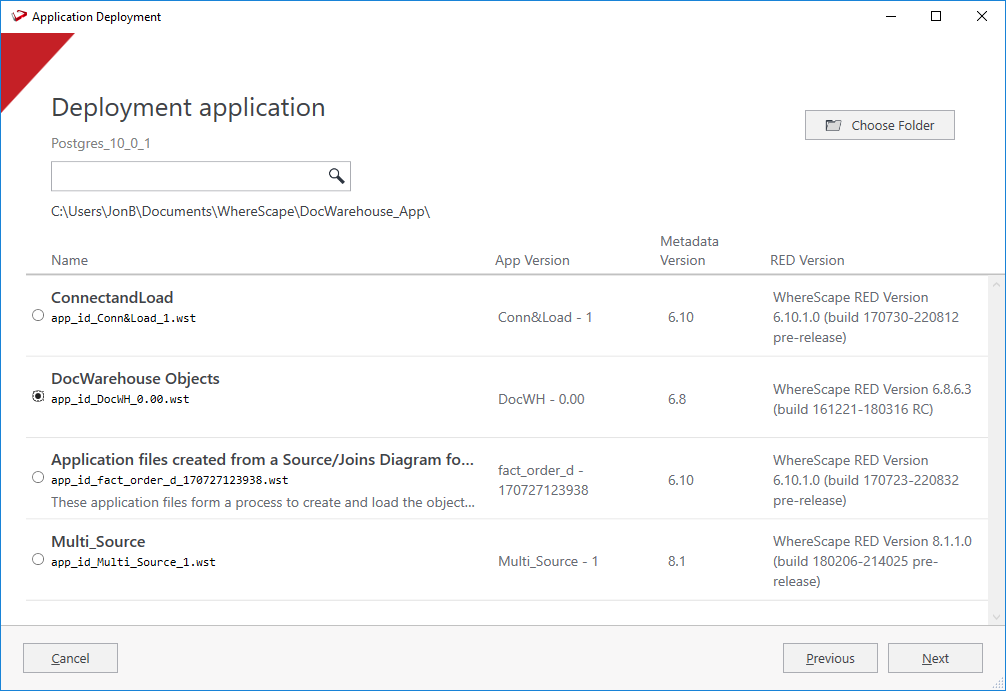 Application Deployment
Deployment application
Choose Folder
Postgres_10_0_1
C:\Users\JonB\Documents\WhereScape\DocWarehouse_App\
Name
App Version
Metadata
Version
RED Version
ConnectandLoad
app_id_Conn&Load_1.wst
Conn&Load - 1
6.10
WhereScape RED Version
6.10.1.0 (build 170730-220812
pre-release)
DocWarehouse Objects
app_id_DocWH_0.00.wst
DocWH - 0.00
6.8
WhereScape RED Version 6.8.6.3
(build 161221-180316 RC)
Application files created from a Source/Joins Diagram fo...
app_id_fact_order_d_170727123938.wst
These application files form a process to create and load the object...
fact_order_d -
170727123938
6.10
WhereScape RED Version
6.10.1.0 (build 170723-220832
pre-release)
Multi_Source
app_id_Multi_Source_1.wst
Multi_Source - 1
8.1
WhereScape RED Version 8.1.1.0
(build 180206-214025 pre-
release)
Cancel
Previous
Next